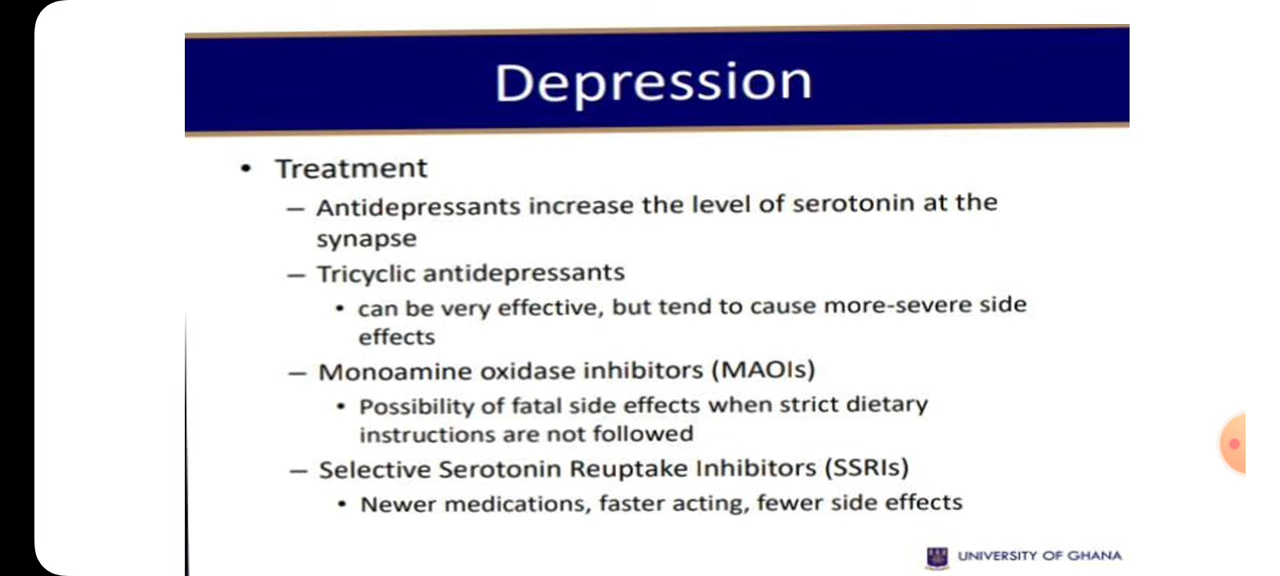 Depression
• Treatment
– Antidepressants increase the level of serotonin at the
synapse
– Tricyclic antidepressants
• can be very effective, but tend to cause more-severe side
effects
– Monoamine oxidase inhibitors (MAOIs)
• Possibility of fatal side effects when strict dietary
instructions are not followed
– Selective Serotonin Reuptake Inhibitors (SSRIs)
• Newer medications, faster acting, fewer side effects
UNIVERSITY OF GHANA